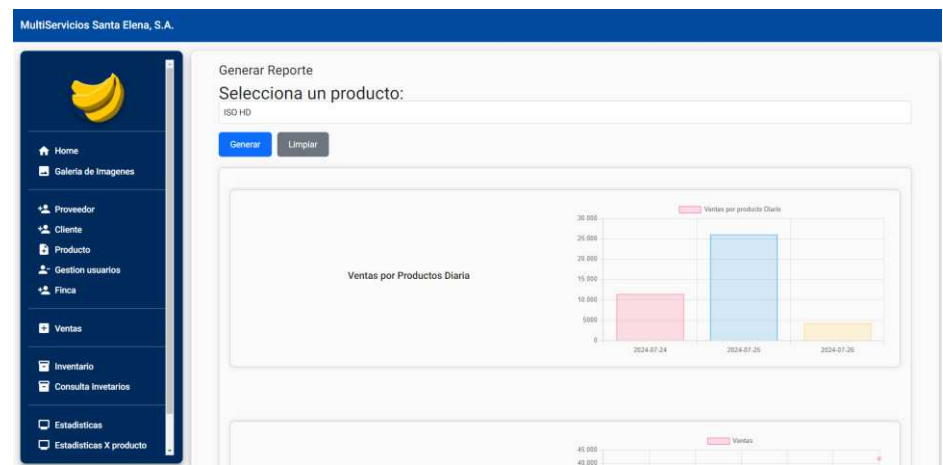 MultiServicios Santa Elena, S.A.
Home
Galeria de Imagenes
Proveedor
Cliente
Producto
Gestion usuarios
Finca
Ventas
Inventario
Consulta Invetarios
Estadisticas
Estadisticas X producto
Generar Reporte
Selecciona un producto:
ISO HD
Generar
Limpiar
Ventas por Productos Diaria
Ventas por producto Diario
30.000
25.000
20.000
15.000
10.000
5000
0
2024-07-24
2024-07-25
2024-07-26
Ventas
45.000
40.000